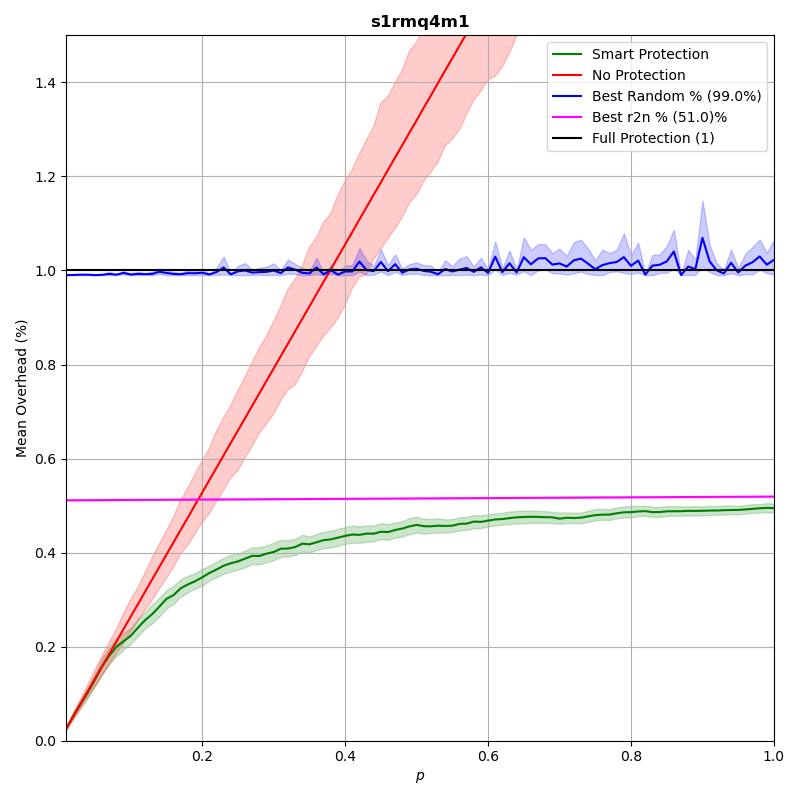 s1rmq4m1
Smart Protection
No Protection
Best Random % (99.0%)
Best r2n % (51.0)%
Full Protection (1)
Mean Overhead (%)
1.4
1.2
1.0
0.8
0.6
0.4
0.2
0.0
0.2 0.4 0.6 0.8 1.0
p